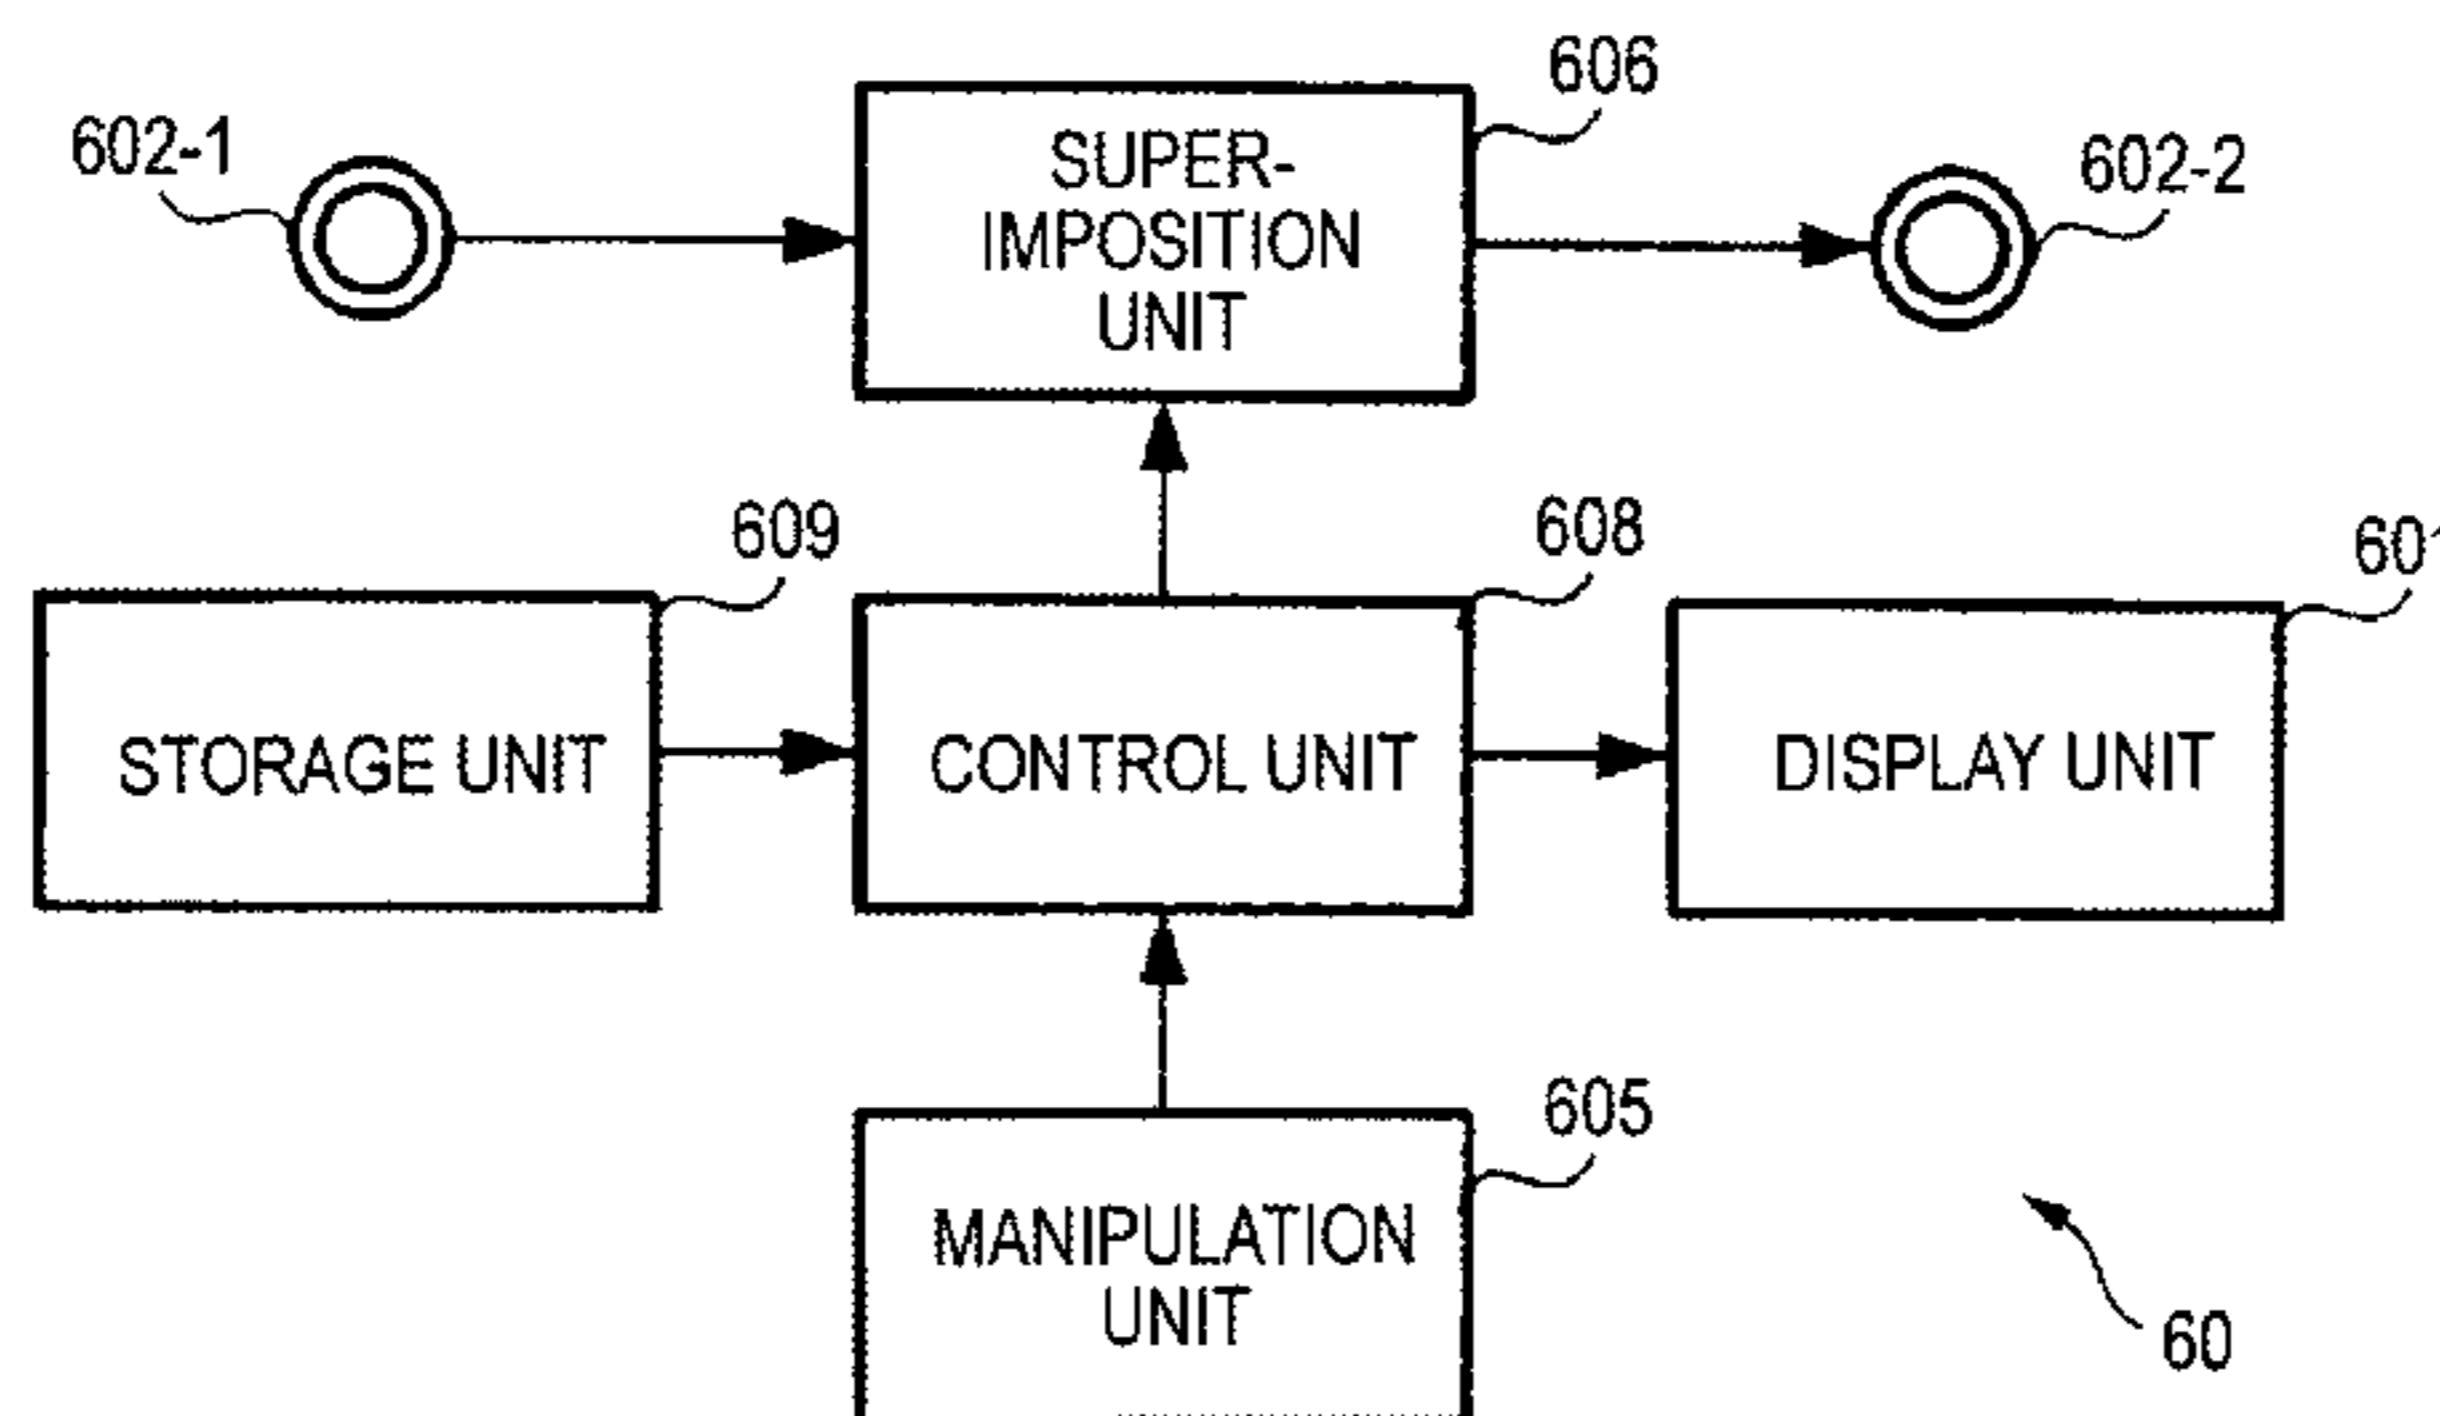 606
602-1
SUPER-
IMPOSITION
UNIT
602-2
609
608
STORAGE UNIT
CONTROL UNIT
DISPLAY UNIT
605
MANIPULATION
UNIT
60